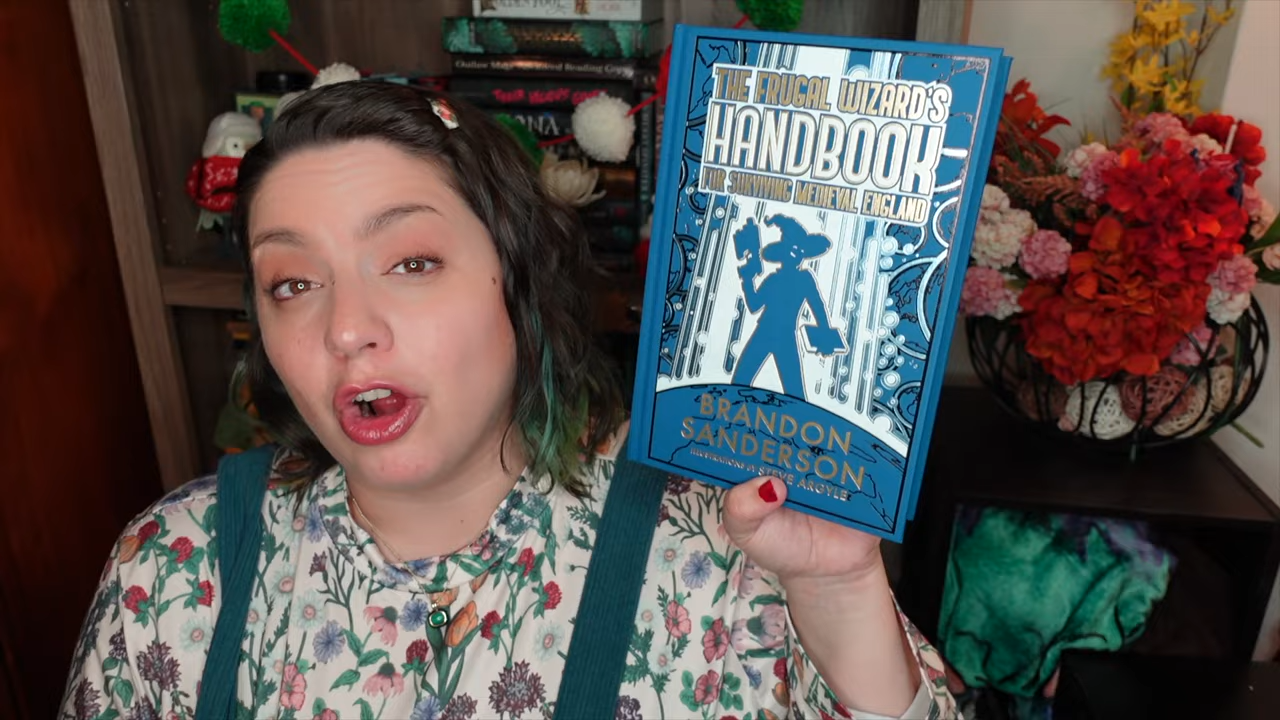 THE FRUGAL WIZARD'S
HANDBOOK
FOR SURVIVING MEDIEVAL ENGLAND
BRANDON
SANDERSON
ILLUSTRATIONS BY STEVE ARGYLE